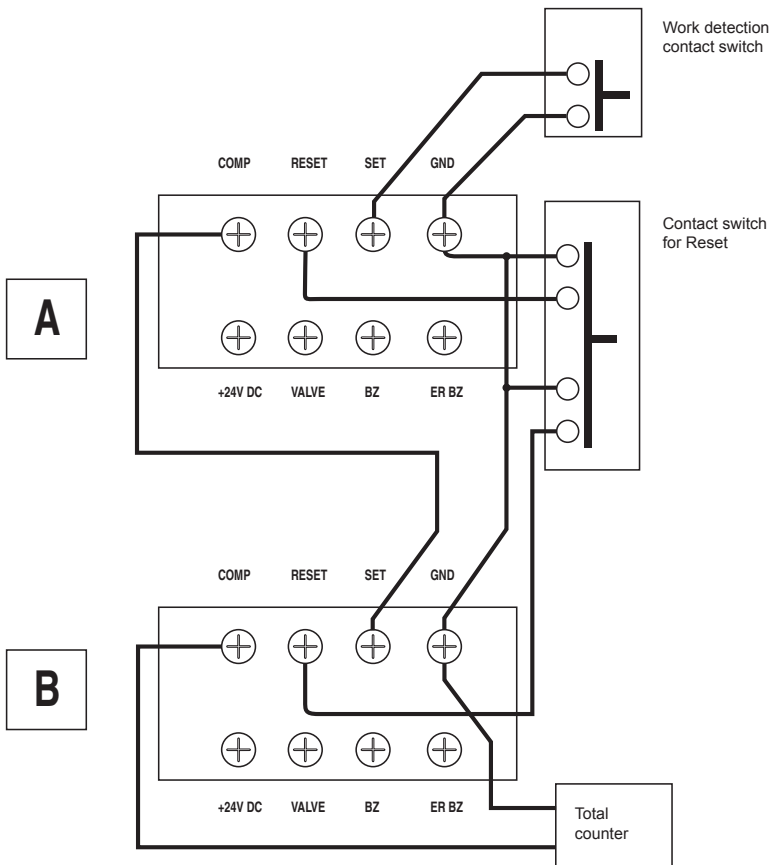 Work detection
contact switch
COMP RESET SET GND
Contact switch
for Reset
A
+24V DC VALVE BZ ER BZ
COMP RESET SET GND
B
+24V DC VALVE BZ ER BZ
Total
counter